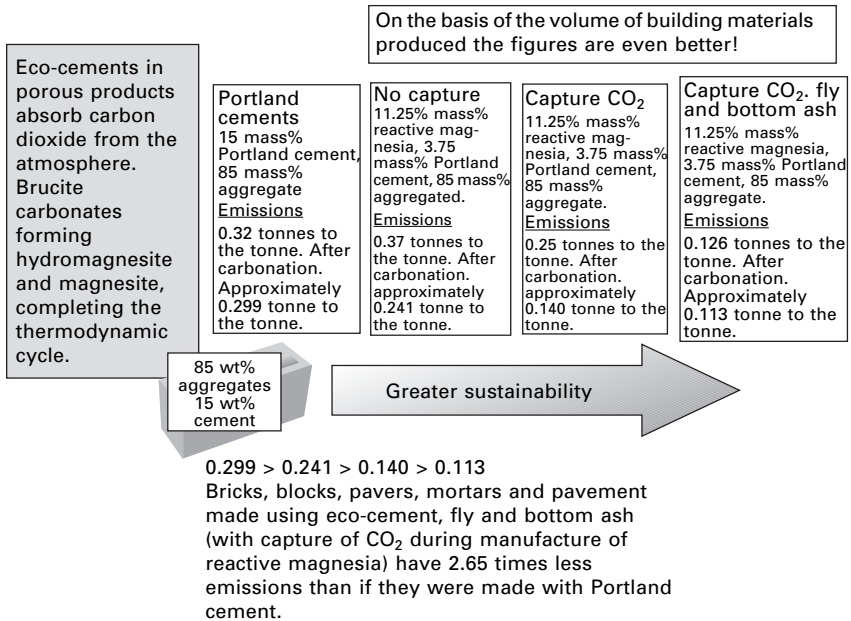 On the basis of the volume of building materials
produced the figures are even better!
Eco-cements in
porous products
absorb carbon
dioxide from the
atmosphere.
Brucite
carbonates
forming
hydromagnesite
and magnesite,
completing the
thermodynamic
cycle.
Portland
cements
15 mass%
Portland cement,
85 mass%
aggregate
Emissions
0.32 tonnes to
the tonne. After
carbonation.
Approximately
0.299 tonne to
the tonne.
No capture
11.25% mass%
reactive mag-
nesia, 3.75
mass% Portland
cement, 85 mass%
aggregated.
Emissions
0.37 tonnes to
the tonne. After
carbonation.
approximately
0.241 tonne to
the tonne.
Capture CO₂
11.25% mass%
reactive mag-
nesia, 3.75 mass%
Portland cement,
85 mass%
aggregate.
Emissions
0.25 tonnes to the
tonne. After
carbonation.
approximately
0.140 tonne to the
tonne.
Capture CO₂. fly
and bottom ash
11.25% mass%
reactive magnesia,
3.75 mass% Portland
cement, 85 mass%
aggregate.
Emissions
0.126 tonnes to the
tonne. After
carbonation.
Approximately
0.113 tonne to the
tonne.
85 wt%
aggregates
15 wt%
cement
Greater sustainability
0.299 > 0.241 > 0.140 > 0.113
Bricks, blocks, pavers, mortars and pavement
made using eco-cement, fly and bottom ash
(with capture of CO₂ during manufacture of
reactive magnesia) have 2.65 times less
emissions than if they were made with Portland
cement.